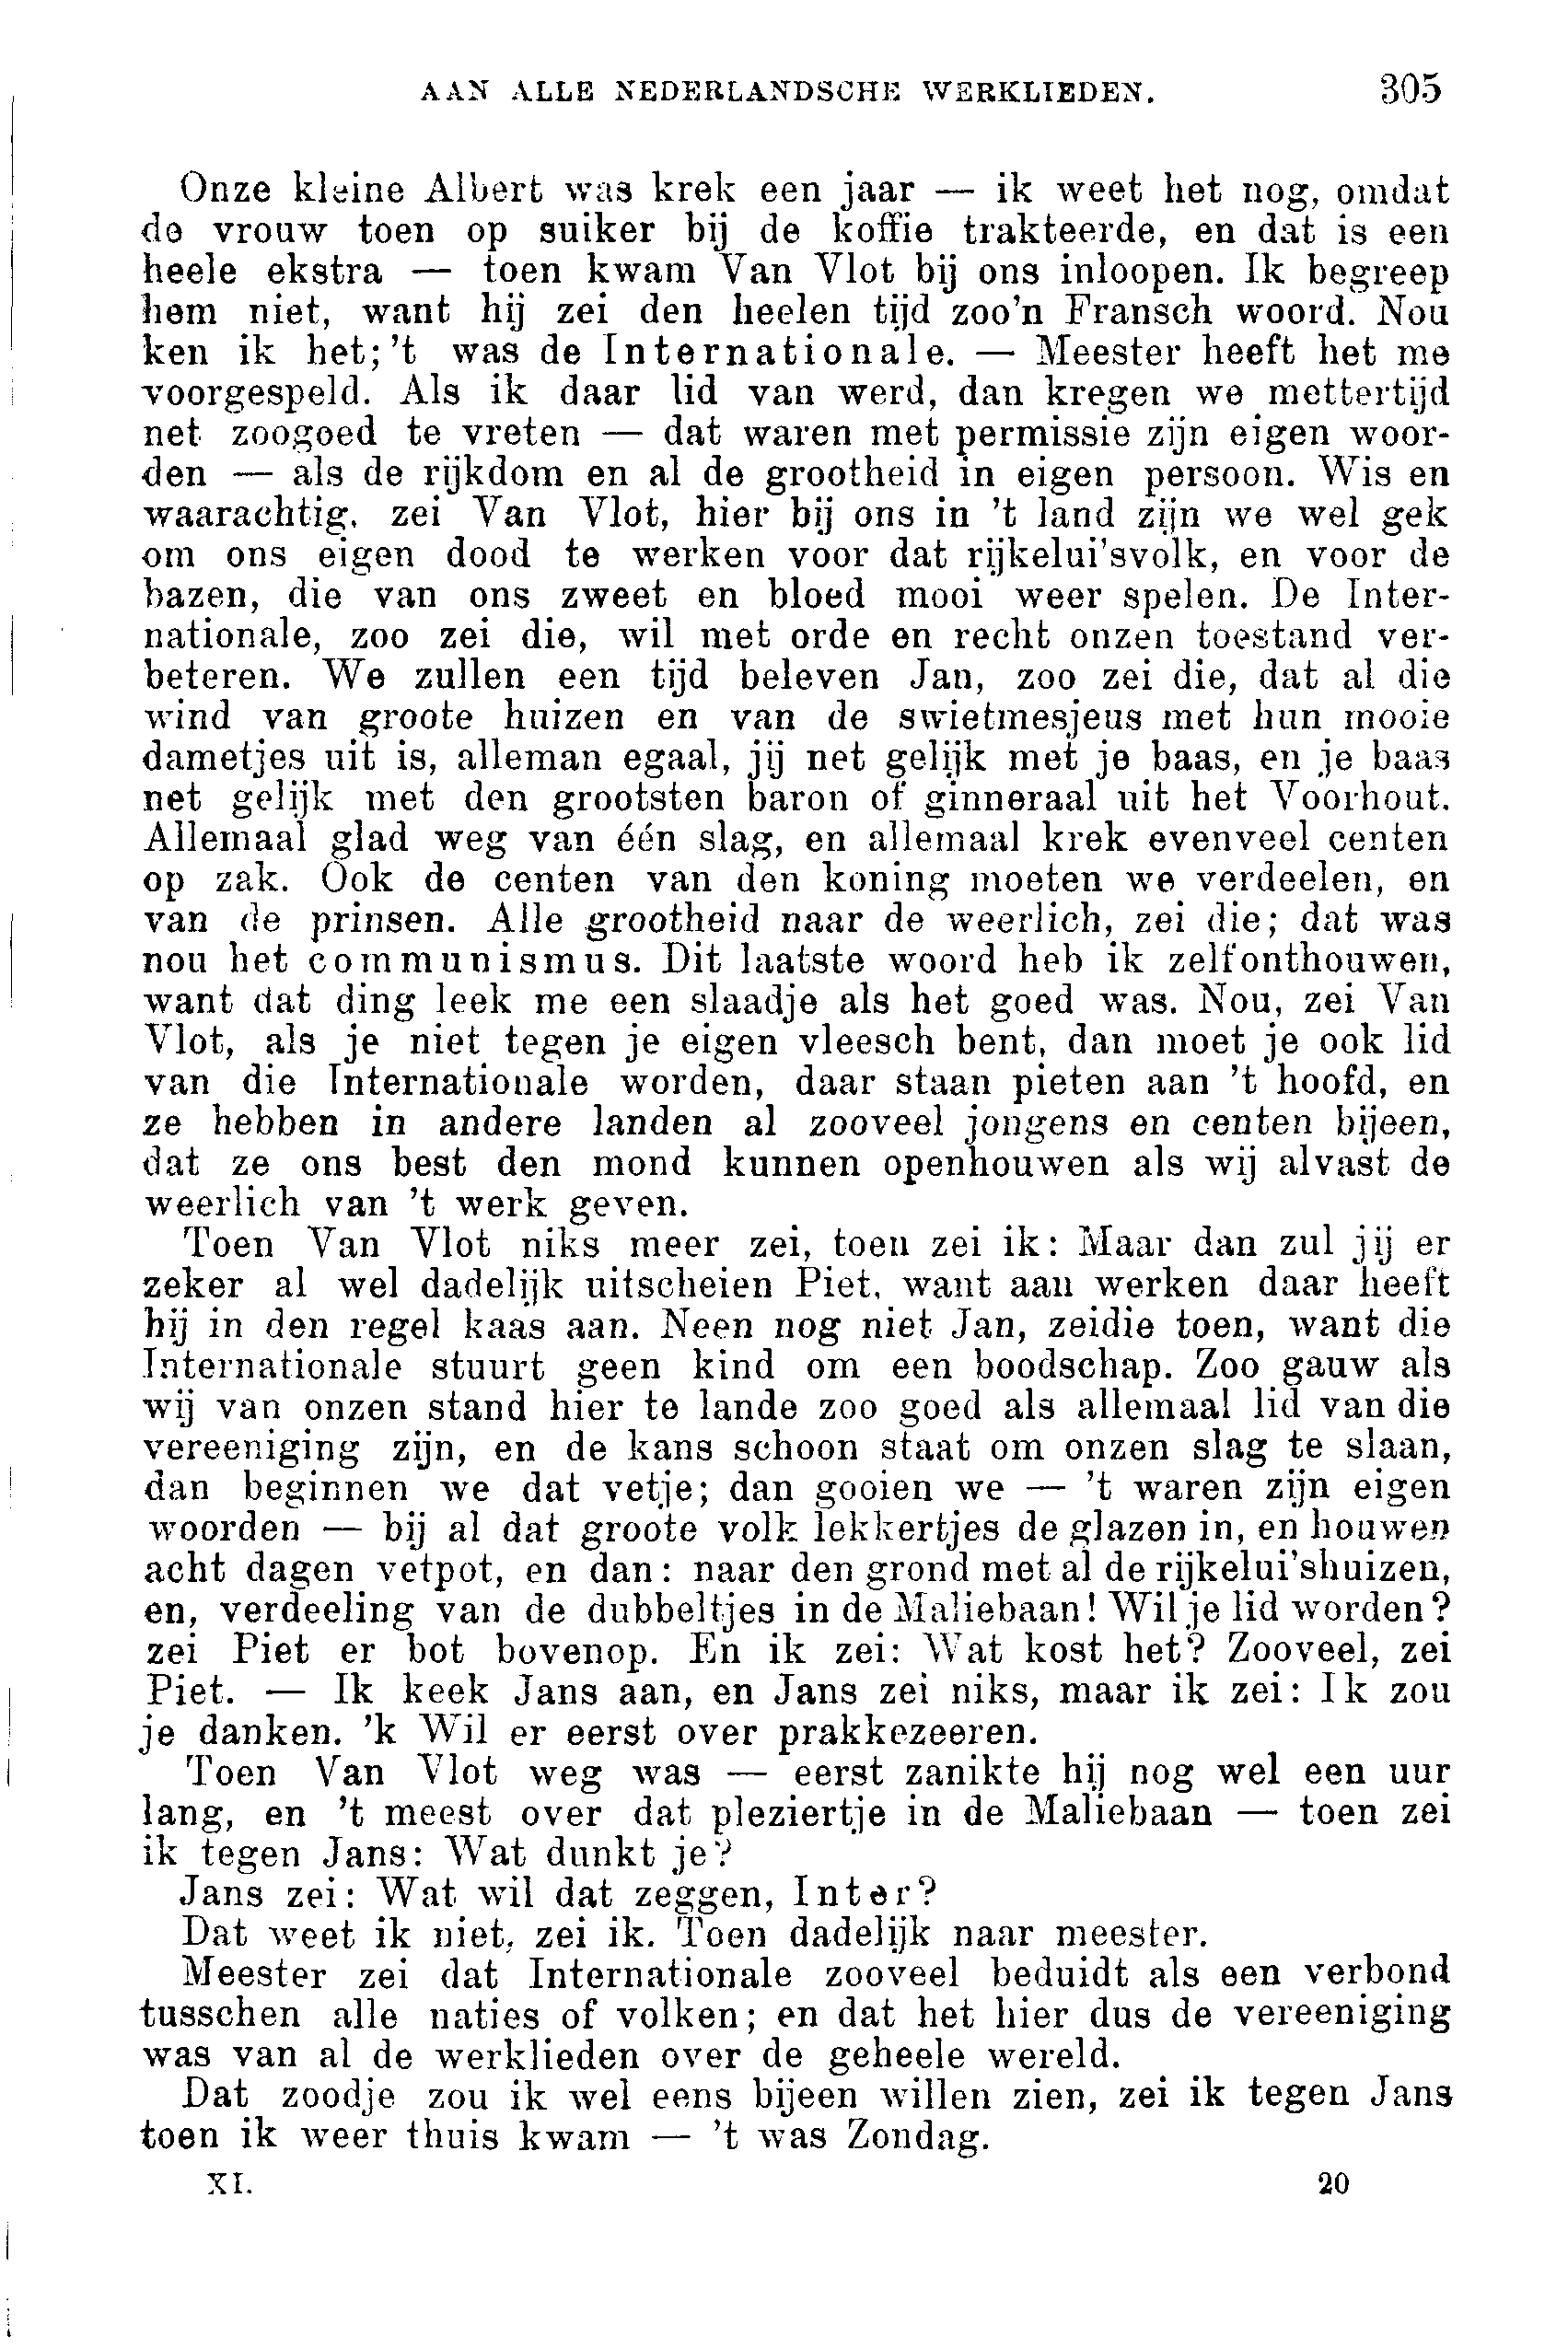 AAN ALLE NEDERLANDSCHE WERKLIEDEN. 305
Onze kleine Albert was krek een jaar — ik weet het nog, omdat
de vrouw toen op suiker bij de koffie trakteerde, en dat is een
heele ekstra — toen kwam Van Vlot bij ons inloopen. Ik begreep
hem niet, want hij zei den heelen tijd zoo'n Fransch woord. Nou
ken ik het; 't was de Internationale. — Meester heeft het me
voorgespeld. Als ik daar lid van werd, dan kregen we mettertijd
net zoogoed te vreten — dat waren met permissie zijn eigen woor-
den — als de rijkdom en al de grootheid in eigen persoon. Wis en
waarachtig, zei Van Vlot, hier bij ons in 't land zijn we wel gek
om ons eigen dood te werken voor dat rijkelui'svolk, en voor de
bazen, die van ons zweet en bloed mooi weer spelen. De Inter-
nationale, zoo zei die, wil met orde en recht onzen toestand ver-
beteren. We zullen een tijd beleven Jan, zoo zei die, dat al die
wind van groote huizen en van de swietmesjeus met hun mooie
dametjes uit is, alleman egaal, jij net gelijk met je baas, en je baas
net gelijk met den grootsten baron of ginneraal uit het Voorhout.
Allemaal glad weg van één slag, en allemaal krek evenveel centen
op zak. Ook de centen van den koning moeten we verdeelen, en
van de prinsen. Alle grootheid naar de weerlich, zei die; dat was
nou het communismus. Dit laatste woord heb ik zelf onthouwen,
want dat ding leek me een slaadje als het goed was. Nou, zei Van
Vlot, als je niet tegen je eigen vleesch bent, dan moet je ook lid
van die Internationale worden, daar staan pieten aan 't hoofd, en
ze hebben in andere landen al zooveel jongens en centen bijeen,
dat ze ons best den mond kunnen openhouwen als wij alvast de
weerlich van 't werk geven.
Toen Van Vlot niks meer zei, toen zei ik: Maar dan zul jij er
zeker al wel dadelijk uitscheien Piet, want aan werken daar heeft
hij in den regel kaas aan. Neen nog niet Jan, zeidie toen, want die
Internationale stuurt geen kind om een boodschap. Zoo gauw als
wij van onzen stand hier te lande zoo goed als allemaal lid van die
vereeniging zijn, en de kans schoon staat om onzen slag te slaan,
dan beginnen we dat vetje; dan gooien we — 't waren zijn eigen
woorden — bij al dat groote volk lekkertjes de glazen in, en houwen
acht dagen vetpot, en dan: naar den grond met al de rijkelui'shuizen,
en, verdeeling van de dubbeltjes in de Maliebaan! Wil je lid worden?
zei Piet er bot bovenop. En ik zei: Wat kost het? Zooveel, zei
Piet. — Ik keek Jans aan, en Jans zei niks, maar ik zei: Ik zou
je danken. 'k Wil er eerst over prakkezeeren.
Toen Van Vlot weg was — eerst zanikte hij nog wel een uur
lang, en 't meest over dat pleziertje in de Maliebaan — toen zei
ik tegen Jans: Wat dunkt je?
Jans zei: Wat wil dat zeggen, Inter?
Dat weet ik niet, zei ik. Toen dadelijk naar meester.
Meester zei dat Internationale zooveel beduidt als een verbond
tusschen alle naties of volken; en dat het hier dus de vereeniging
was van al de werklieden over de geheele wereld.
Dat zoodje zou ik wel eens bijeen willen zien, zei ik tegen Jans
toen ik weer thuis kwam — 't was Zondag.
XI. 20